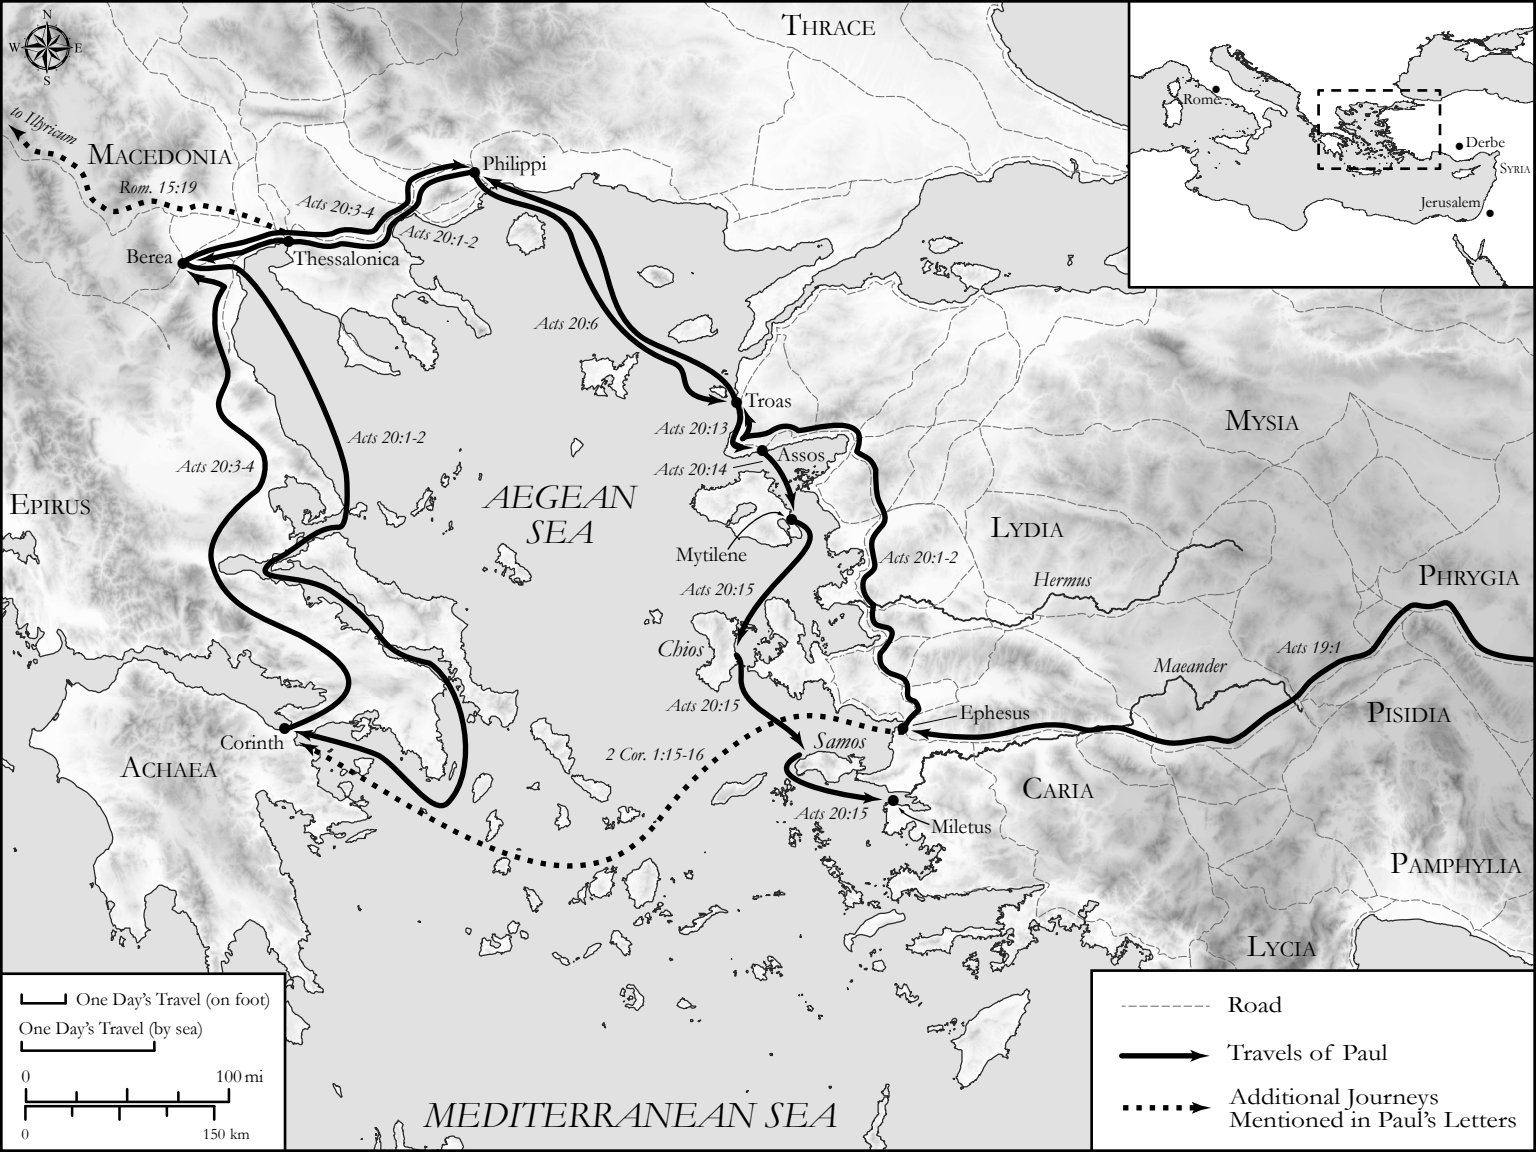 N
W E
S
THRACE
to Illyricum
MACEDONIA
Rom. 15:19
Philippi
Acts 20:3-4
Acts 20:1-2
Berea
Thessalonica
Rome
Derbe
SYRIA
Jerusalem
Acts 20:6
Troas
Acts 20:13
MYSIA
Acts 20:1-2
Acts 20:3-4
Assos
Acts 20:14
EPIRUS
AEGEAN
SEA
LYDIA
Mytilene
Acts 20:1-2
Hermus
PHRYGIA
Acts 20:15
Chios
Acts 19:1
Maeander
Acts 20:15
Ephesus
PISIDIA
Corinth
Samos
2 Cor. 1:15-16
ACHAEA
CARIA
Acts 20:15
Miletus
PAMPHYLIA
LYCIA
One Day's Travel (on foot)
One Day's Travel (by sea)
0 100 mi
0 150 km
MEDITERRANEAN SEA
Road
Travels of Paul
Additional Journeys
Mentioned in Paul's Letters